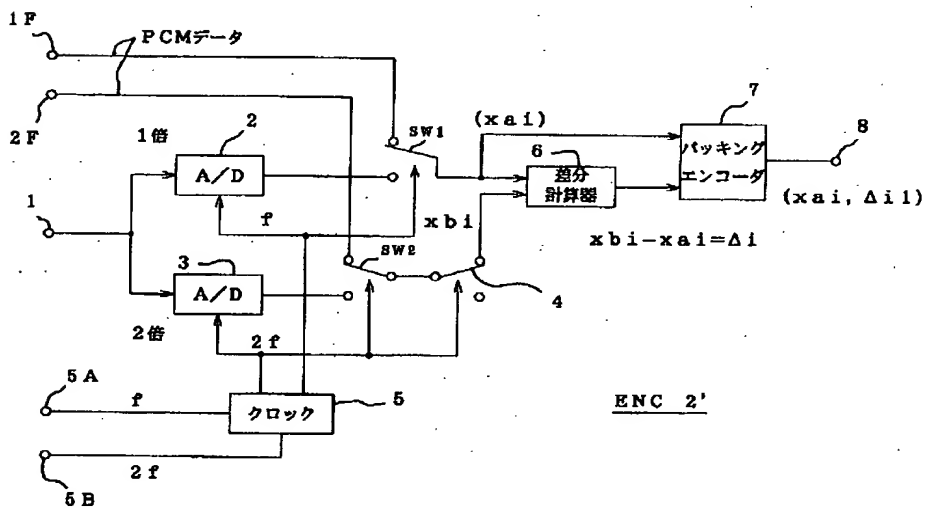 1F
PCMデータ
2F
1倍
2
A/D
SW1
(xai)
7
パッキング
エンコーダ
8
(xai, Δi1)
6
差分
計算器
1
f
xbi
xbi-xai=Δi
SW2
3
A/D
4
2倍
2f
5A
f
クロック
5
ENC 2'
2f
5B